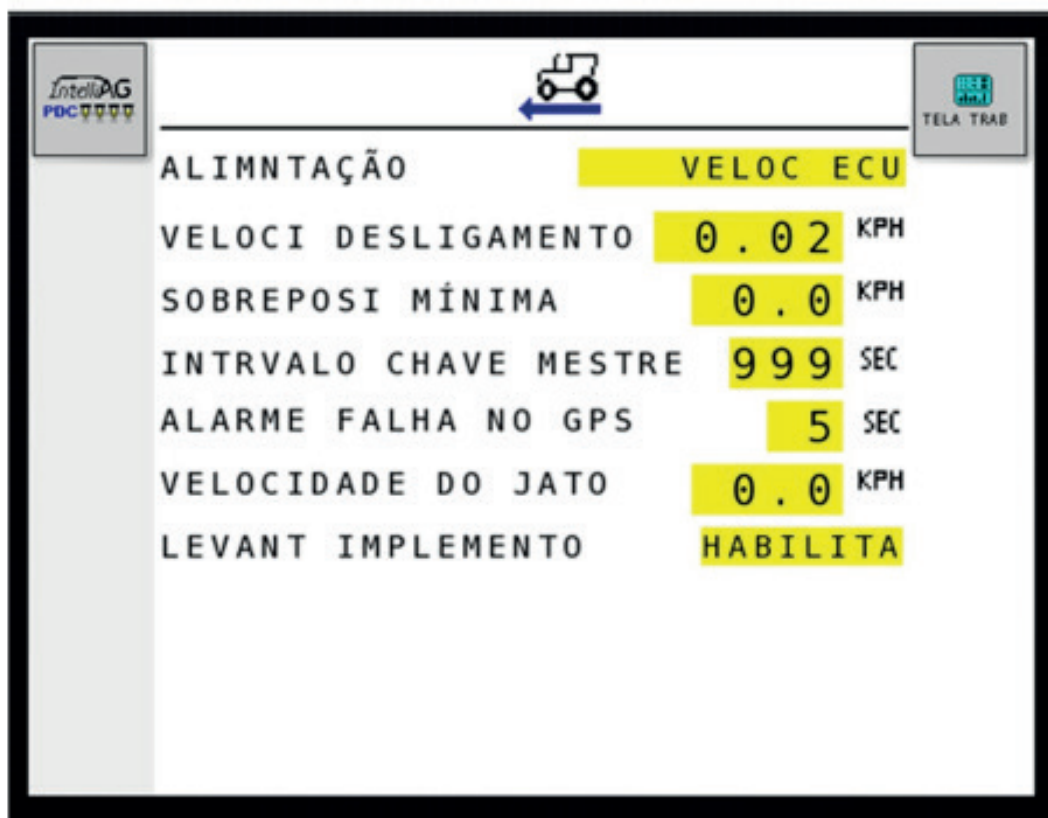 IntelliAG
PDC
TELA TRAB
ALIMNTAÇÃO VELOC ECU
VELOCI DESLIGAMENTO 0.02 KPH
SOBREPOSI MÍNIMA 0.0 KPH
INTRVALO CHAVE MESTRE 999 SEC
ALARME FALHA NO GPS 5 SEC
VELOCIDADE DO JATO 0.0 KPH
LEVANT IMPLEMENTO HABILITA